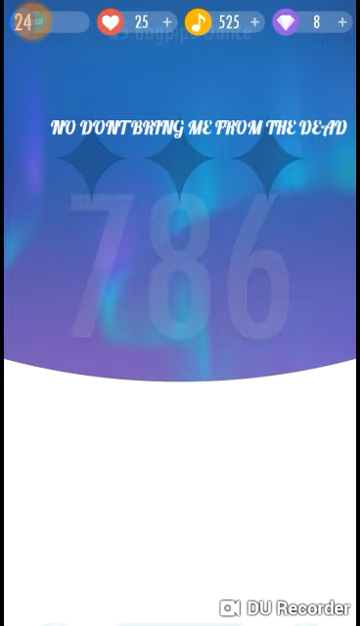 24 25 + 525 + 8 +
NO DONT BRING ME FROM THE DEAD
786
DU Recorder